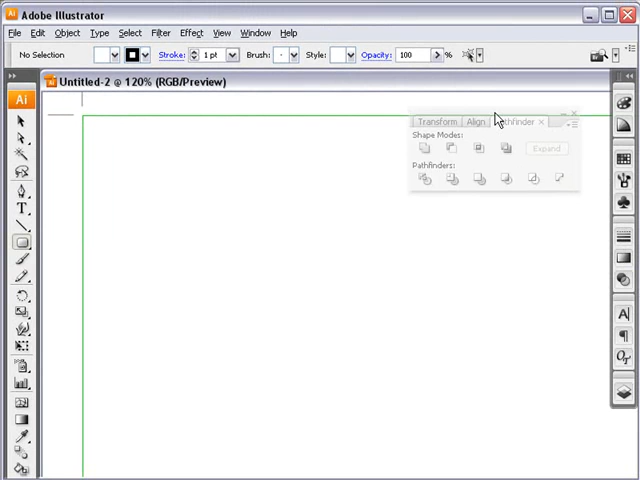 Adobe Illustrator
File Edit Object Type Select Filter Effect View Window Help
No Selection Stroke: 1 pt Brush: Style: Opacity: 100 %
Untitled-2 @ 120% (RGB/Preview)
Ai
Transform Align Pathfinder
Shape Modes:
Expand
Pathfinders: